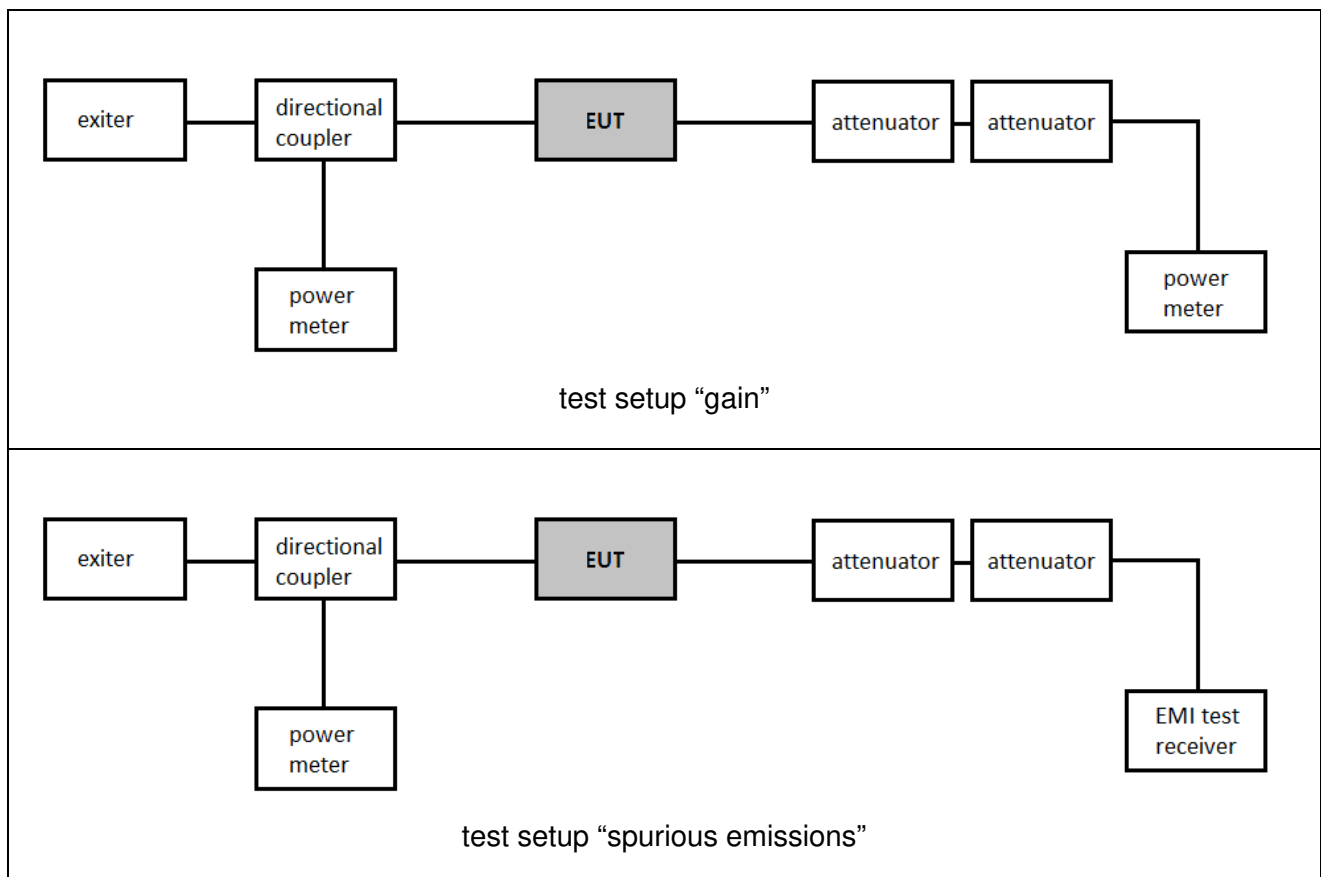 exiter
directional
coupler
EUT
attenuator
attenuator
power
meter
power
meter
test setup “gain”
exiter
directional
coupler
EUT
attenuator
attenuator
power
meter
EMI test
receiver
test setup “spurious emissions”